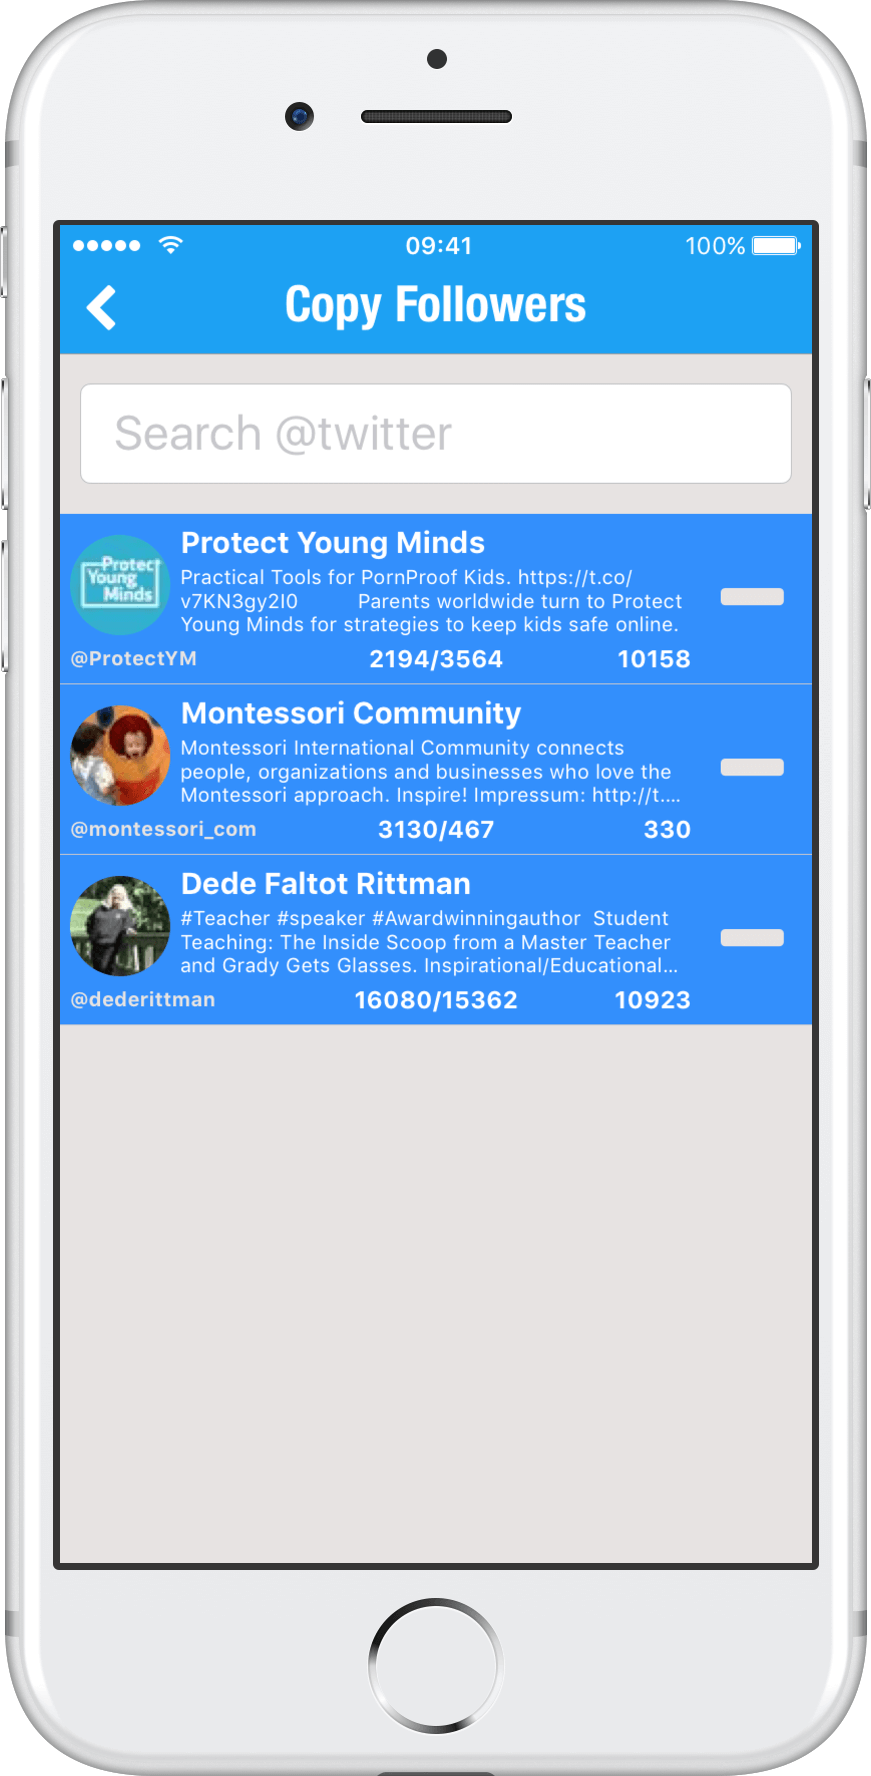 09:41
100%
Copy Followers
Search @twitter
Protect Young Minds
Protect
Young
Minds
Practical Tools for PornProof Kids. https://t.co/
v7KN3gy2I0 Parents worldwide turn to Protect
Young Minds for strategies to keep kids safe online.
@ProtectYM 2194/3564 10158
Montessori Community
Montessori International Community connects
people, organizations and businesses who love the
Montessori approach. Inspire! Impressum: http://t....
@montessori_com 3130/467 330
Dede Faltot Rittman
#Teacher #speaker #Awardwinningauthor Student
Teaching: The Inside Scoop from a Master Teacher
and Grady Gets Glasses. Inspirational/Educational...
@dederittman 16080/15362 10923